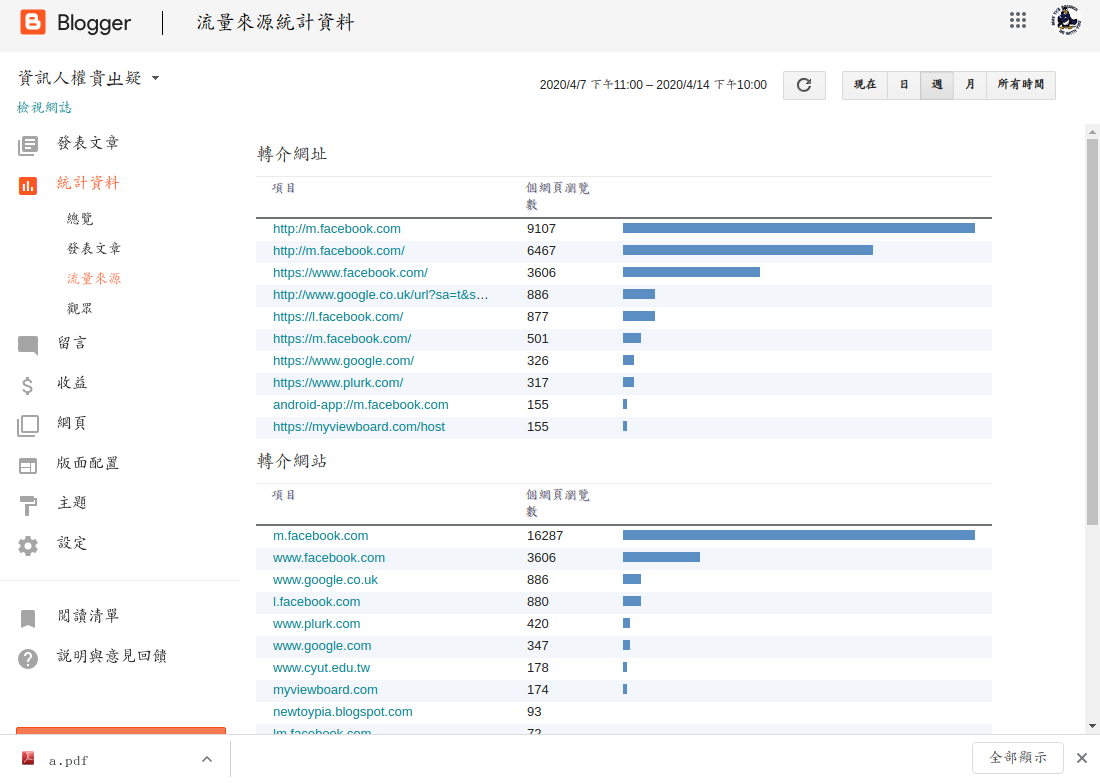 Blogger
流量來源統計資料
資訊人權貴ㄓ疑
檢視網誌
2020/4/7 下午11:00 – 2020/4/14 下午10:00
現在 日 週 月 所有時間
發表文章
統計資料
總覽
發表文章
流量來源
觀眾
留言
收益
網頁
版面配置
主題
設定
閱讀清單
說明與意見回饋
轉介網址
項目 個網頁瀏覽
數
http://m.facebook.com 9107
http://m.facebook.com/ 6467
https://www.facebook.com/ 3606
http://www.google.co.uk/url?sa=t&s… 886
https://l.facebook.com/ 877
https://m.facebook.com/ 501
https://www.google.com/ 326
https://www.plurk.com/ 317
android-app://m.facebook.com 155
https://myviewboard.com/host 155
轉介網站
項目 個網頁瀏覽
數
m.facebook.com 16287
www.facebook.com 3606
www.google.co.uk 886
l.facebook.com 880
www.plurk.com 420
www.google.com 347
www.cyut.edu.tw 178
myviewboard.com 174
newtoypia.blogspot.com 93
lm.facebook.com 72
a.pdf
全部顯示